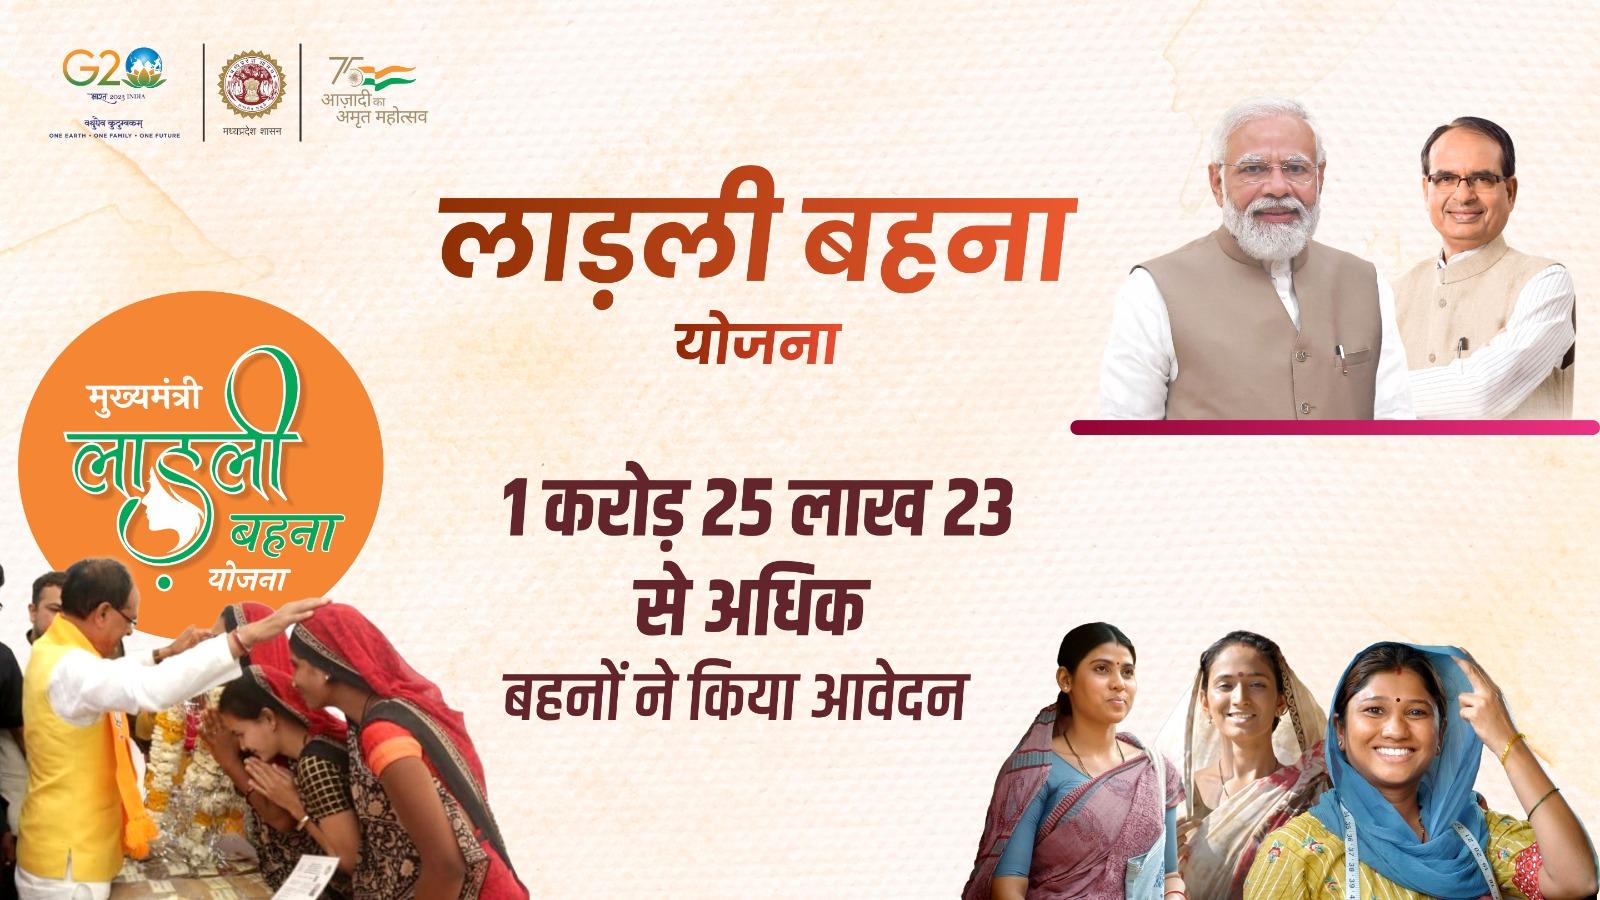 G20
भारत 2023 INDIA
वसुधैव कुटुम्बकम्
ONE EARTH • ONE FAMILY • ONE FUTURE
मध्यप्रदेश शासन
75
आज़ादी का
अमृत महोत्सव
लाड़ली बहना
योजना
मुख्यमंत्री
लाड़ली
बहना
योजना
1 करोड़ 25 लाख 23
से अधिक
बहनों ने किया आवेदन